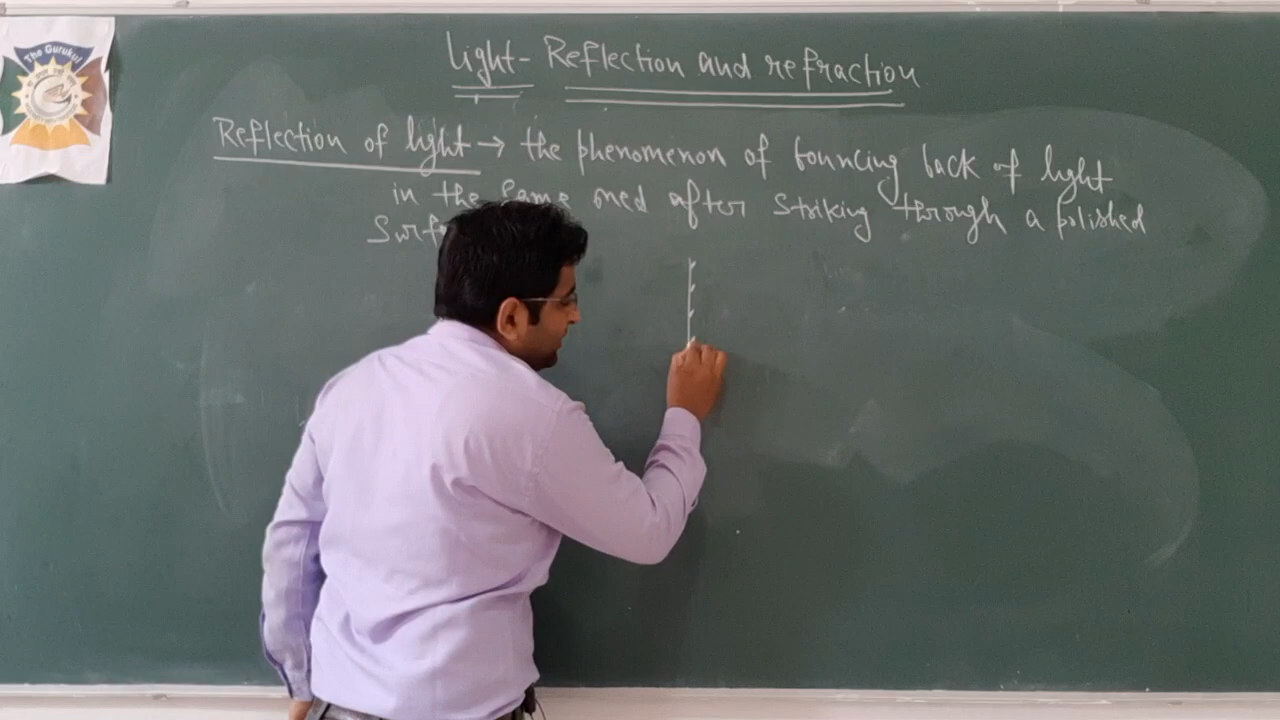 The Gurukul
Light - Reflection and refraction
Reflection of light → the phenomenon of bouncing back of light
in the same med after striking through a polished